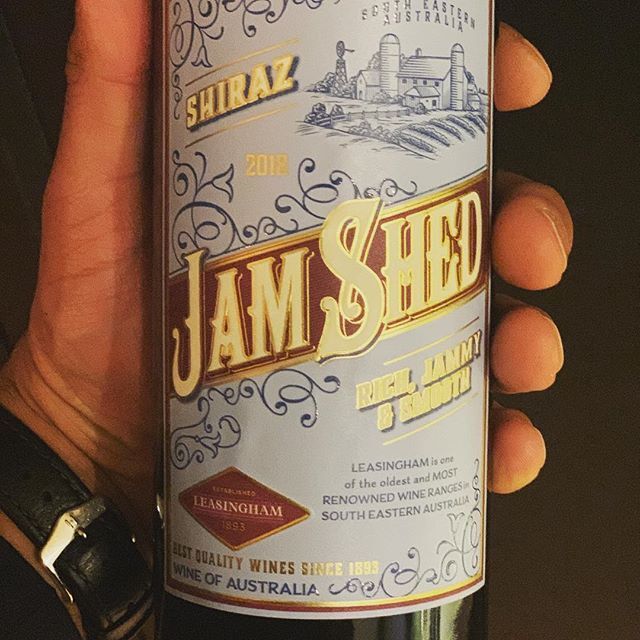 SOUTH EASTERN
AUSTRALIA
SHIRAZ
2018
JAM SHED
RICH, JAMMY
& SMOOTH
LEASINGHAM is one
of the oldest and MOST
RENOWNED WINE RANGES in
SOUTH EASTERN AUSTRALIA
ESTABLISHED
LEASINGHAM
1893
BEST QUALITY WINES SINCE 1893
WINE OF AUSTRALIA